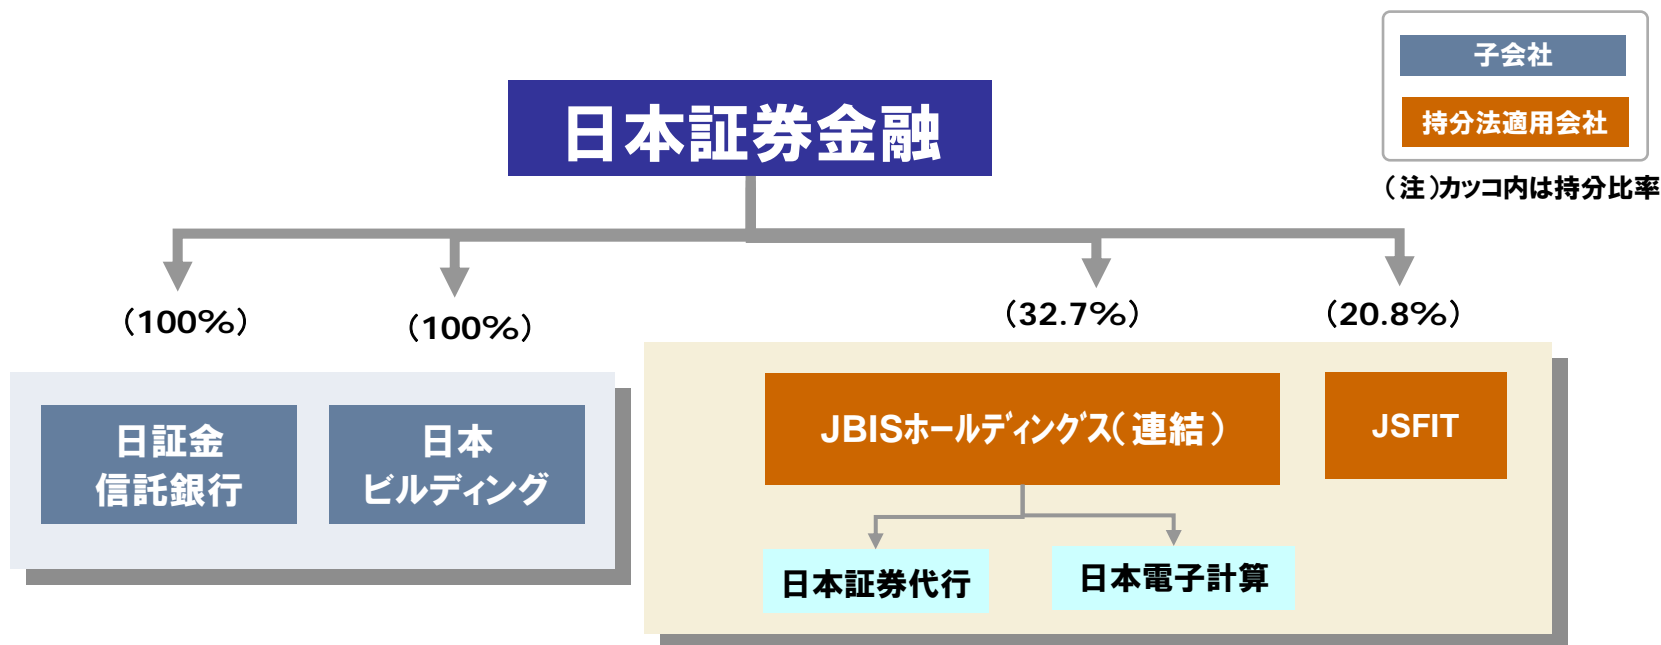 子会社
持分法適用会社
（注）カッコ内は持分比率
日本証券金融
（100%）
（100%）
（32.7%）
（20.8%）
日証金
信託銀行
日本
ビルディング
JBISホールディングス（連結）
JSFIT
日本証券代行
日本電子計算